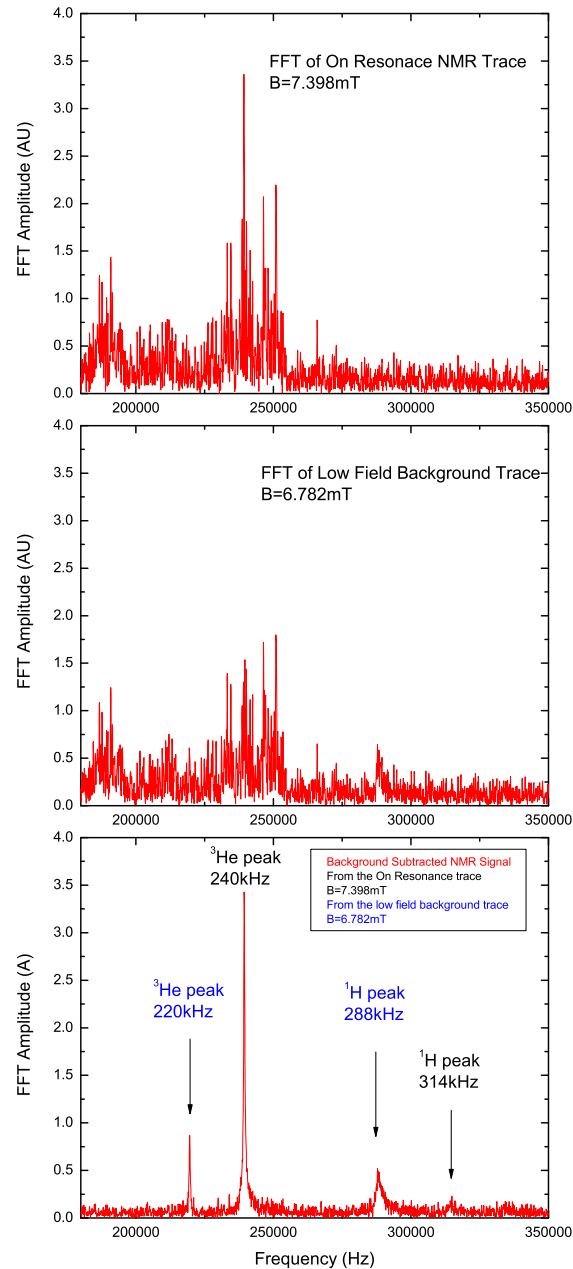 4.0
FFT of On Resonace NMR Trace
B=7.398mT
3.5
3.0
2.5
2.0
1.5
1.0
0.5
0.0
FFT Amplitude (AU)
200000 250000 300000 350000
4.0
FFT of Low Field Background Trace
B=6.782mT
3.5
3.0
2.5
2.0
1.5
1.0
0.5
0.0
FFT Amplitude (AU)
200000 250000 300000 350000
4.0
3.5
3.0
2.5
2.0
1.5
1.0
0.5
0.0
FFT Amplitude (A)
³He peak
240kHz
Background Subtracted NMR Signal
From the On Resonance trace
B=7.398mT
From the low field background trace
B=6.782mT
³He peak
220kHz
¹H peak
288kHz
¹H peak
314kHz
200000 250000 300000 350000
Frequency (Hz)